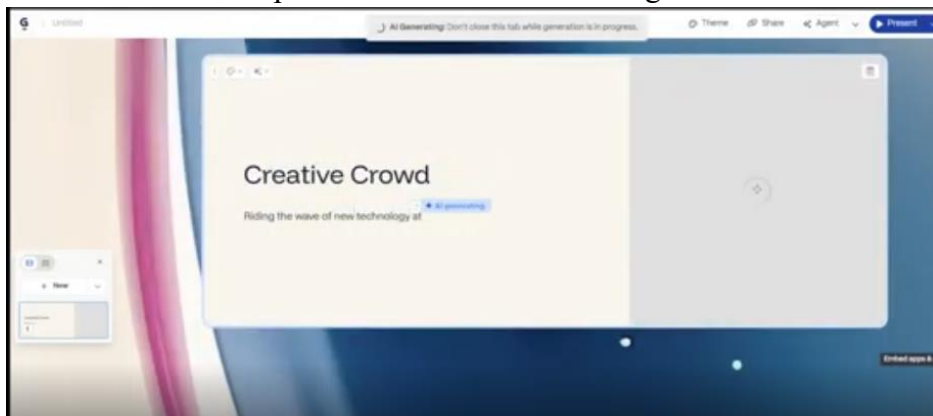 Untitled
AI Generating: Don't close this tab while generation is in progress.
Theme
Share
Agent
Present
Creative Crowd
AI generating
Riding the wave of new technology at
New
Embed apps &